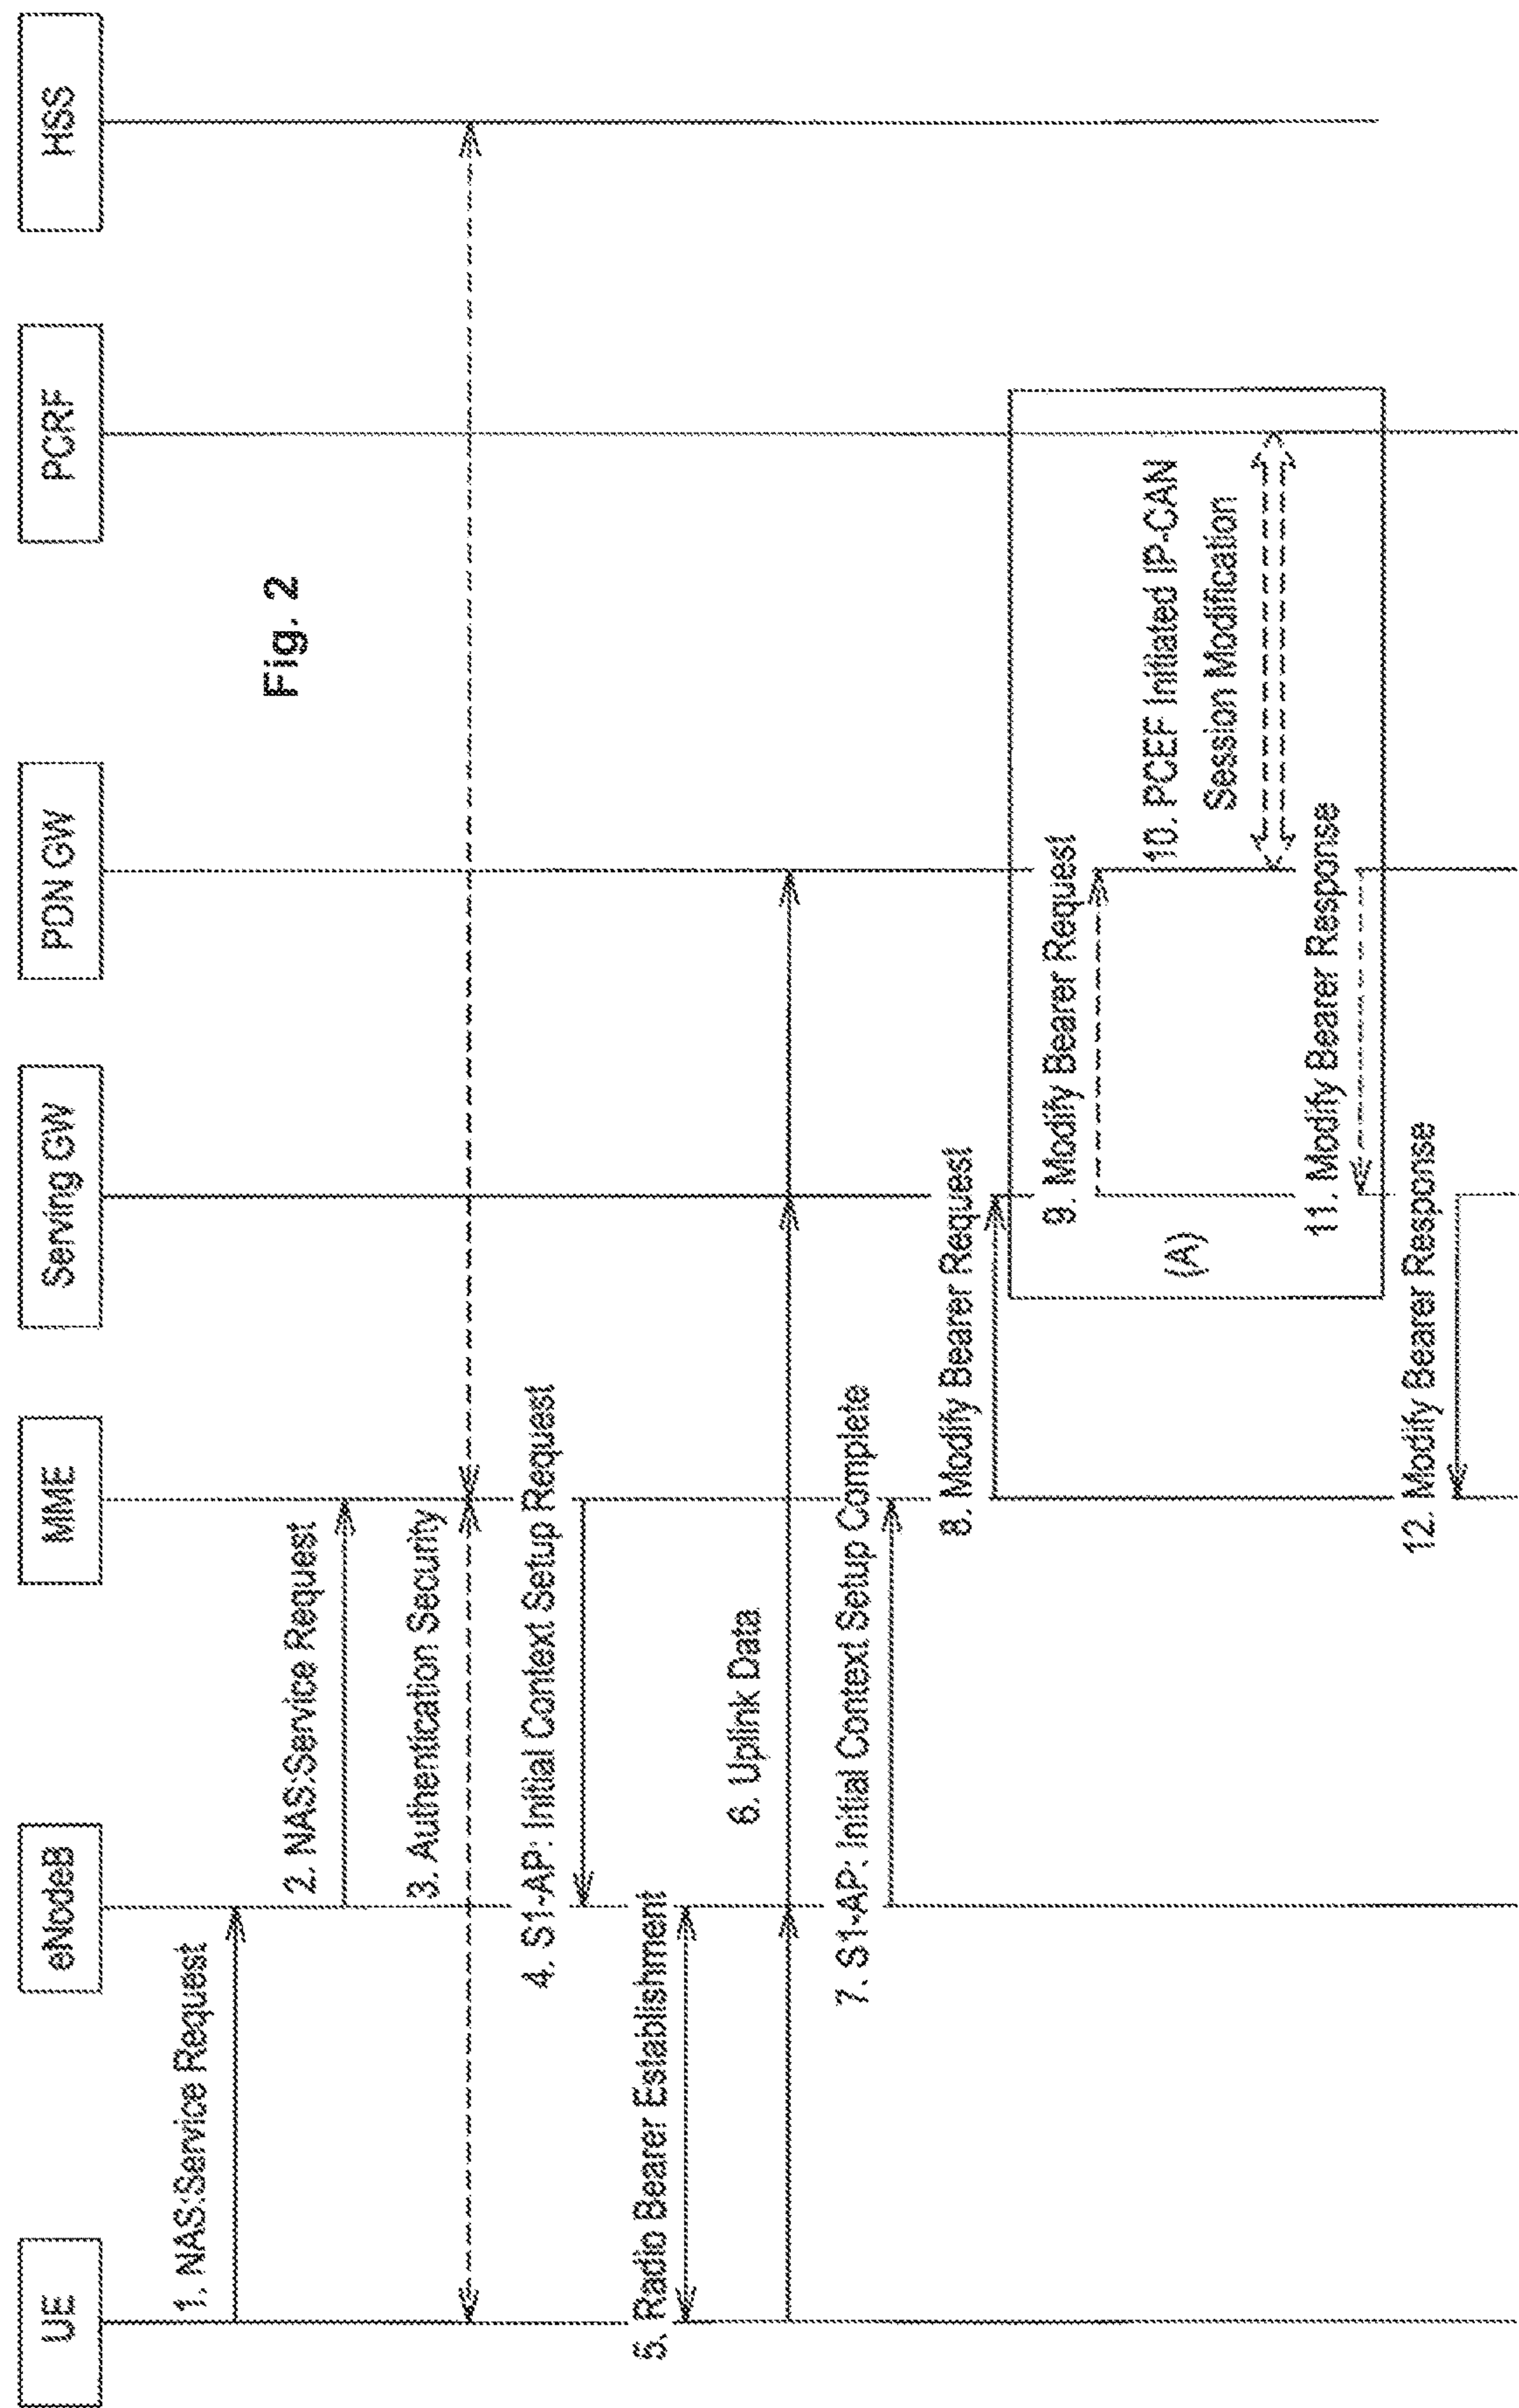 UE
eNodeB
MME
Serving GW
PDN GW
PCRF
HSS
1. NAS:Service Request
2. NAS:Service Request
Fig. 2
3. Authentication Security
4. S1-AP: Initial Context Setup Request
5. Radio Bearer Establishment
6. Uplink Data
7. S1-AP: Initial Context Setup Complete
8. Modify Bearer Request
9. Modify Bearer Request
(A)
10. PCEF Initiated IP-CAN
Session Modification
11. Modify Bearer Response
12. Modify Bearer Response